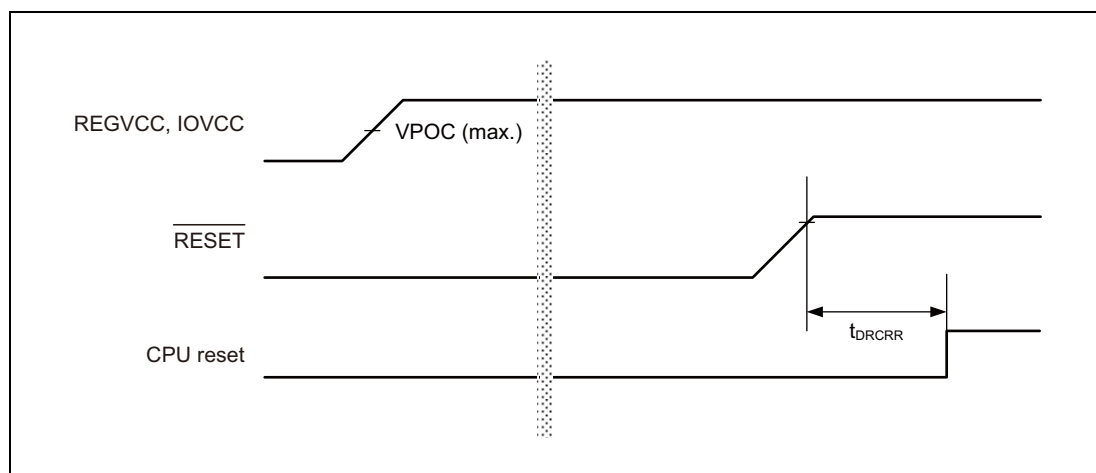 REGVCC, IOVCC
VPOC (max.)
RESET
tDRCRR
CPU reset